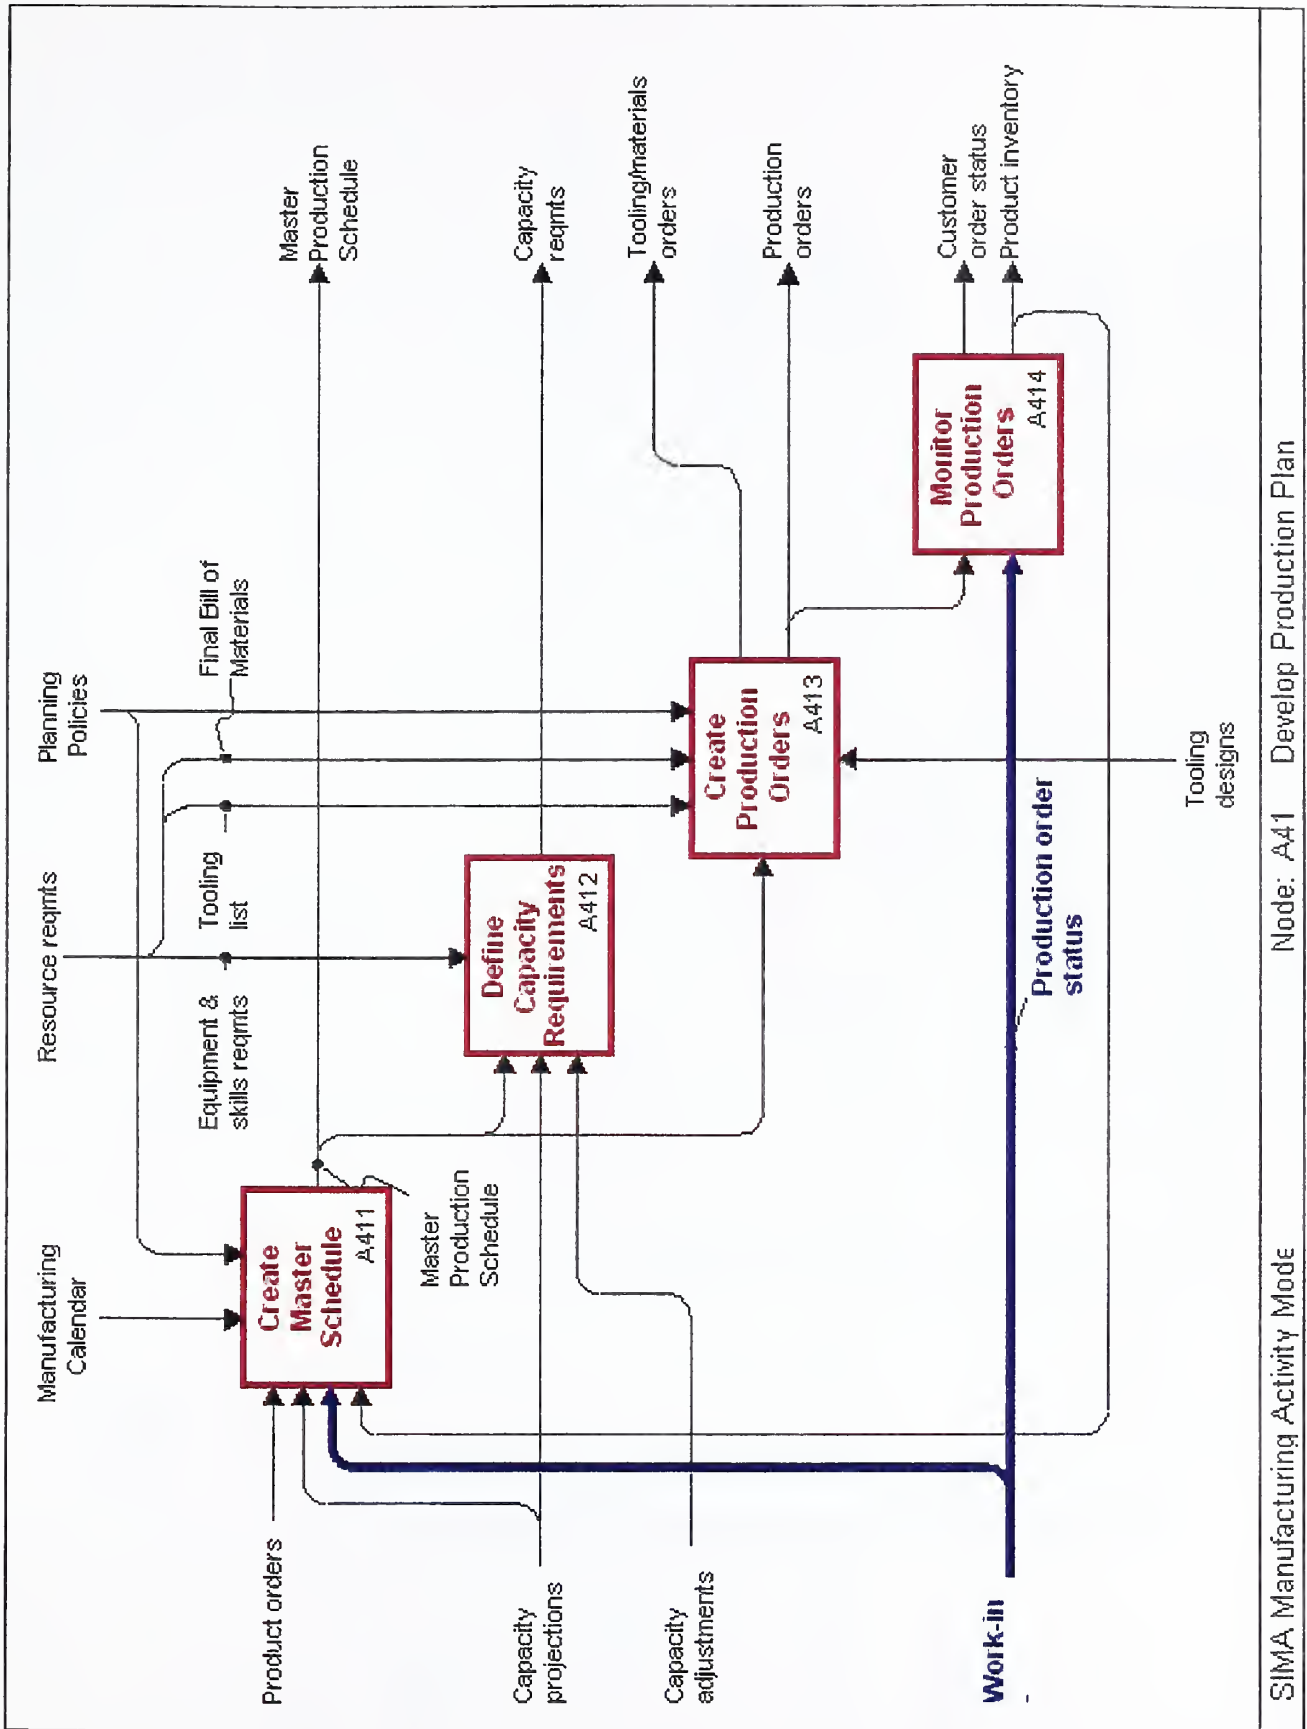 Manufacturing
Calendar
Resource reqmts
Planning
Policies
Equipment &
skills reqmts
Tooling
list
Final Bill of
Materials
Product orders
Create
Master
Schedule
A411
Master
Production
Schedule
Master
Production
Schedule
Capacity
projections
Define
Capacity
Requirements
A412
Capacity
reqmts
Capacity
adjustments
Create
Production
Orders
A413
Tooling/materials
orders
Production
orders
Monitor
Production
Orders
A414
Customer
order status
Product inventory
Work-in
-
Production order
status
Tooling
designs
SIMA Manufacturing Activity Mode
Node: A41 Develop Production Plan